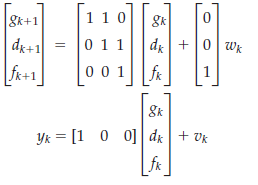 [g_{k+1}; d_{k+1}; f_{k+1}] = [1 1 0; 0 1 1; 0 0 1] [g_k; d_k; f_k] + [0; 0; 1] w_k
y_k = [1 0 0] [g_k; d_k; f_k] + v_k